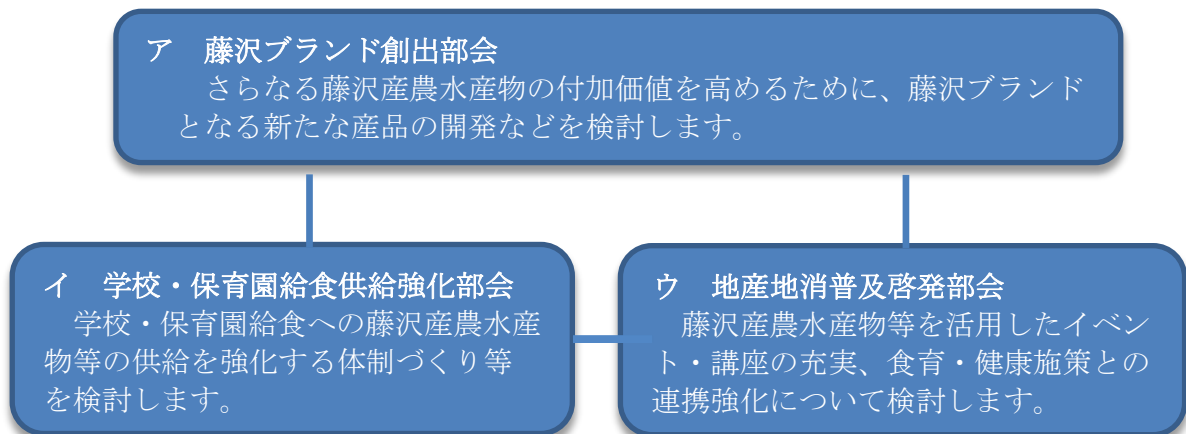 ア　藤沢ブランド創出部会
さらなる藤沢産農水産物の付加価値を高めるために、藤沢ブランド
となる新たな産品の開発などを検討します。
イ　学校・保育園給食供給強化部会
学校・保育園給食への藤沢産農水産
物等の供給を強化する体制づくり等
を検討します。
ウ　地産地消普及啓発部会
藤沢産農水産物等を活用したイベン
ト・講座の充実、食育・健康施策との
連携強化について検討します。